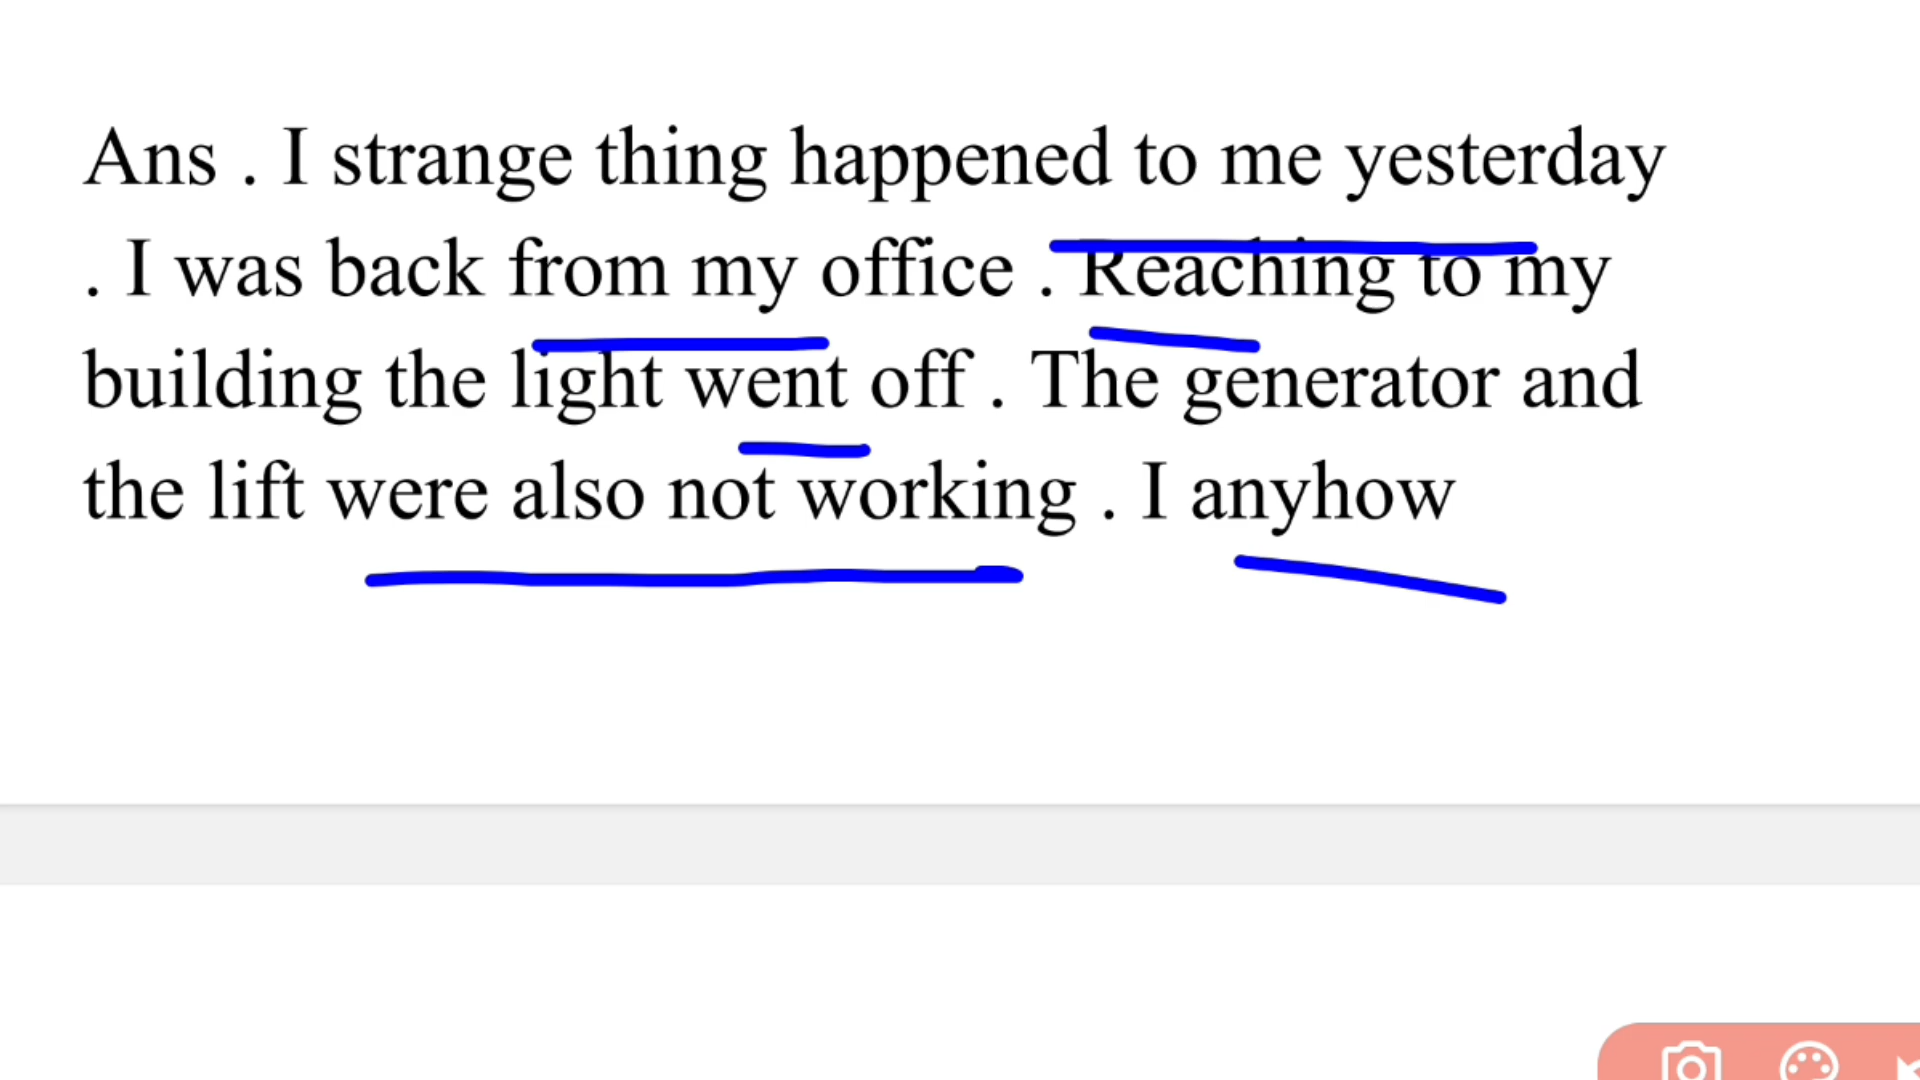 Ans . I strange thing happened to me yesterday
. I was back from my office . Reaching to my
building the light went off . The generator and
the lift were also not working . I anyhow